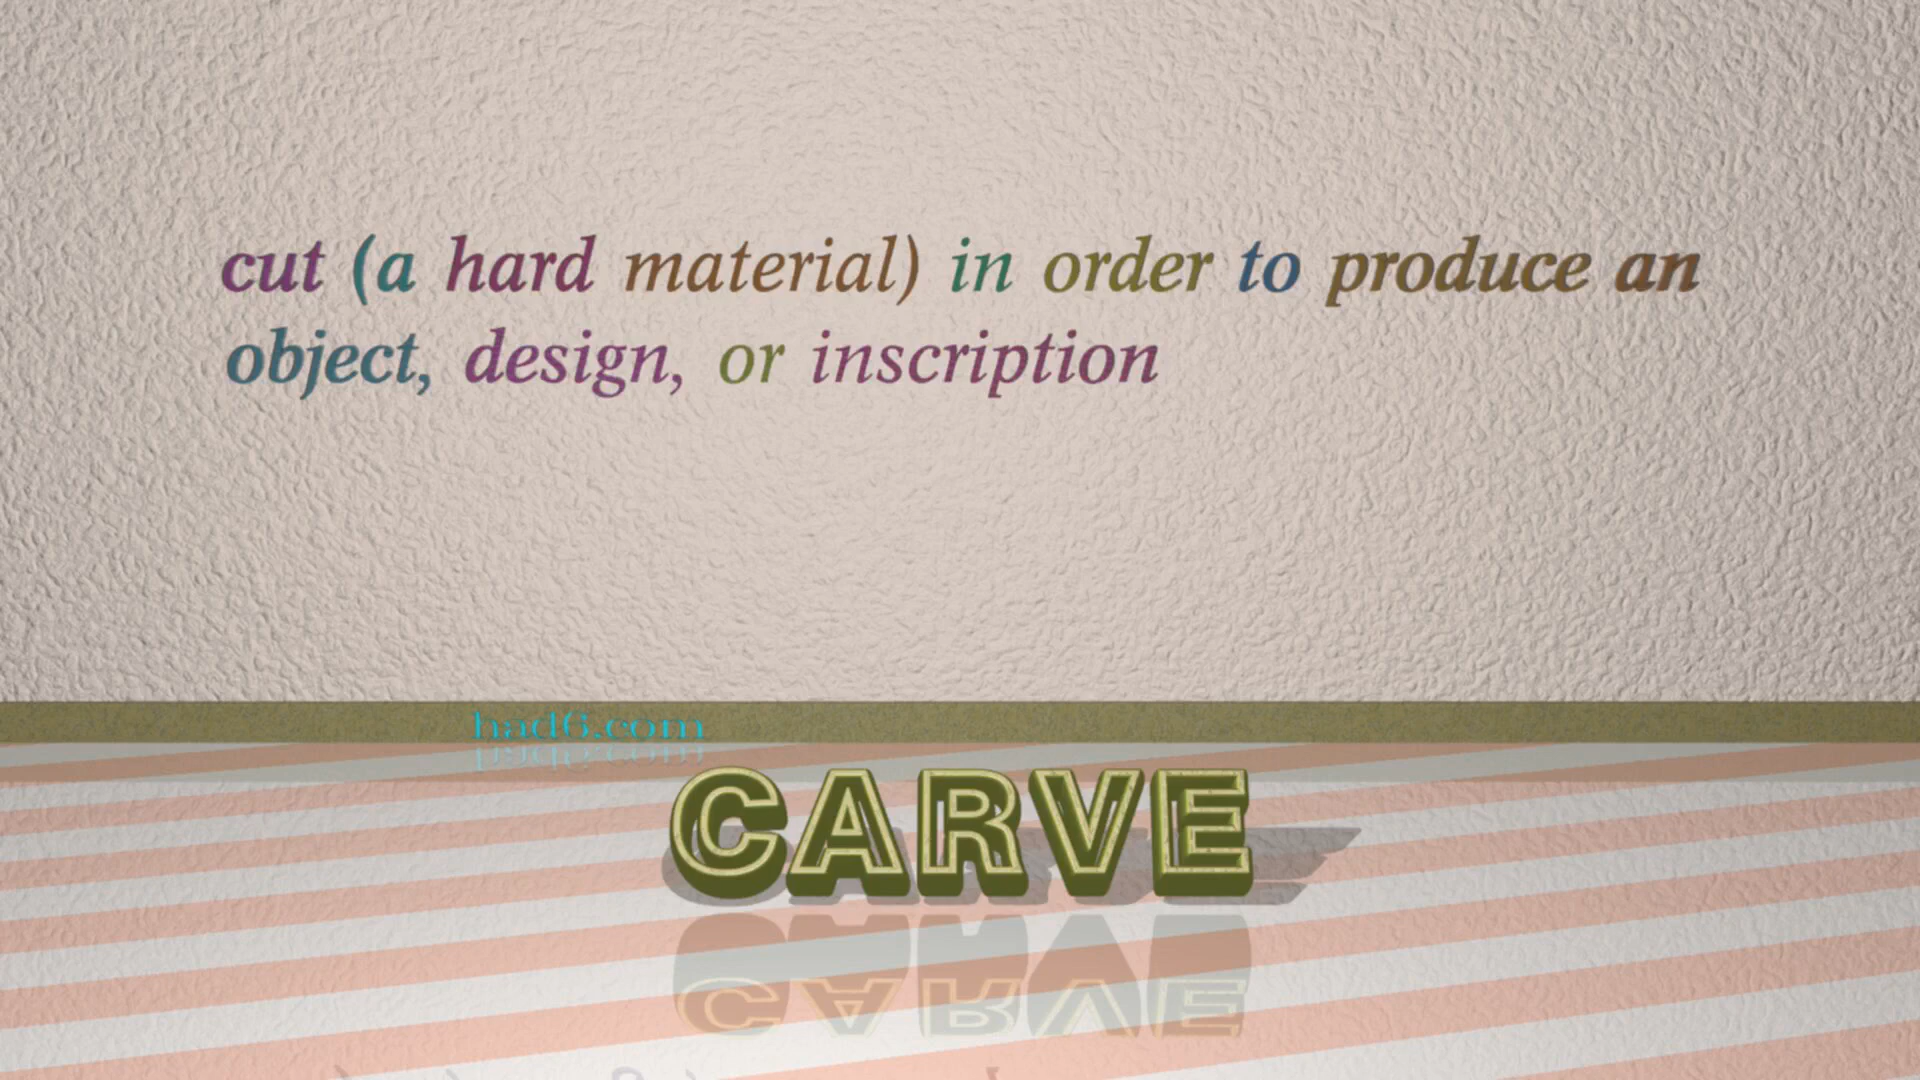 cut (a hard material) in order to produce an
object, design, or inscription
had6.com
CARVE